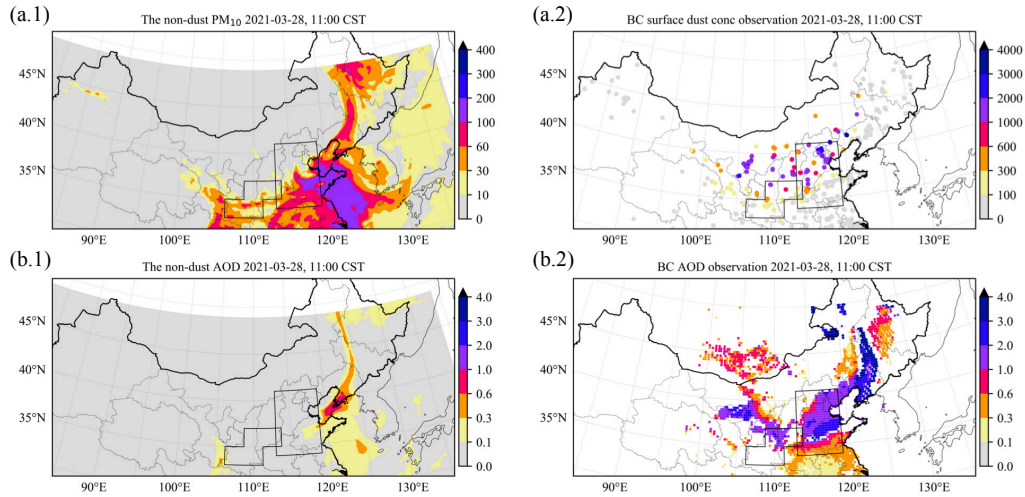 (a.1)
The non-dust PM₁₀ 2021-03-28, 11:00 CST
45°N
35°N
90°E 100°E 110°E 120°E 130°E
400
300
200
100
60
30
10
0
(a.2)
BC surface dust conc observation 2021-03-28, 11:00 CST
45°N
35°N
90°E 100°E 110°E 120°E 130°E
4000
3000
2000
1000
600
300
100
0
(b.1)
The non-dust AOD 2021-03-28, 11:00 CST
45°N
35°N
90°E 100°E 110°E 120°E 130°E
4.0
3.0
2.0
1.0
0.6
0.3
0.1
0.0
(b.2)
BC AOD observation 2021-03-28, 11:00 CST
45°N
35°N
90°E 100°E 110°E 120°E 130°E
4.0
3.0
2.0
1.0
0.6
0.3
0.1
0.0